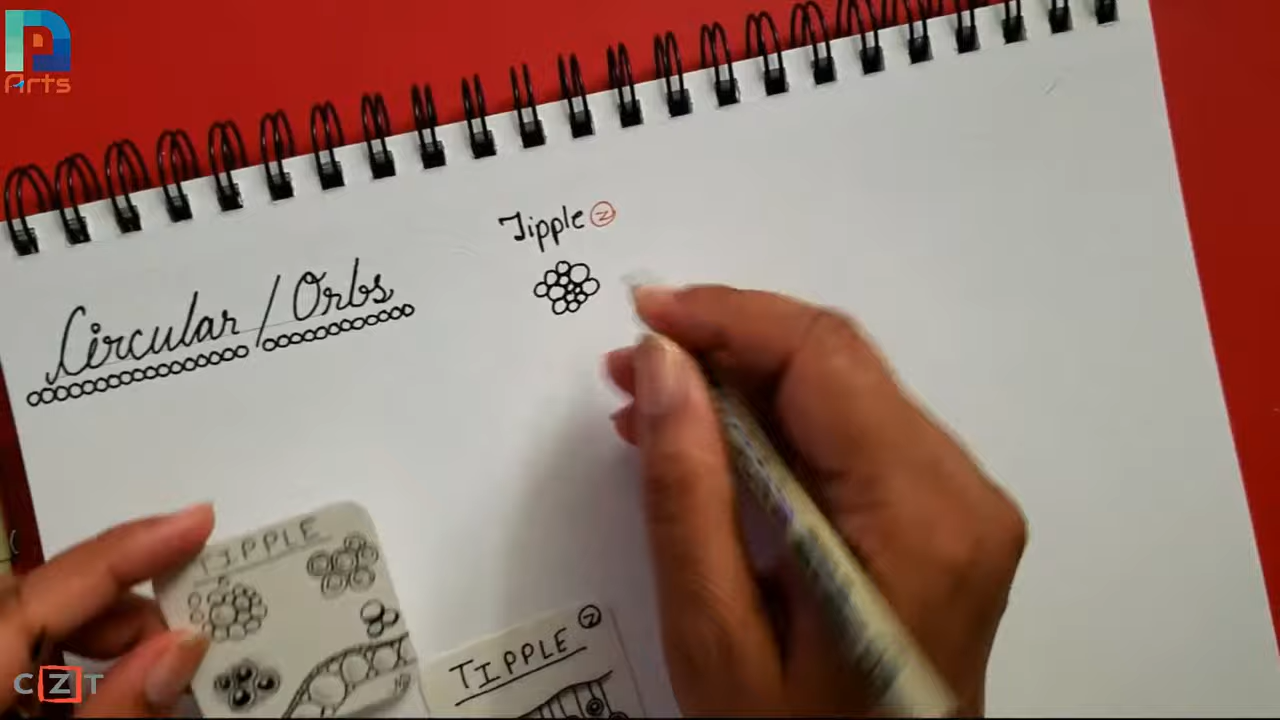 Arts
Tipple Z
Circular / Orbs
TIPPLE
TIPPLE Z
CZT